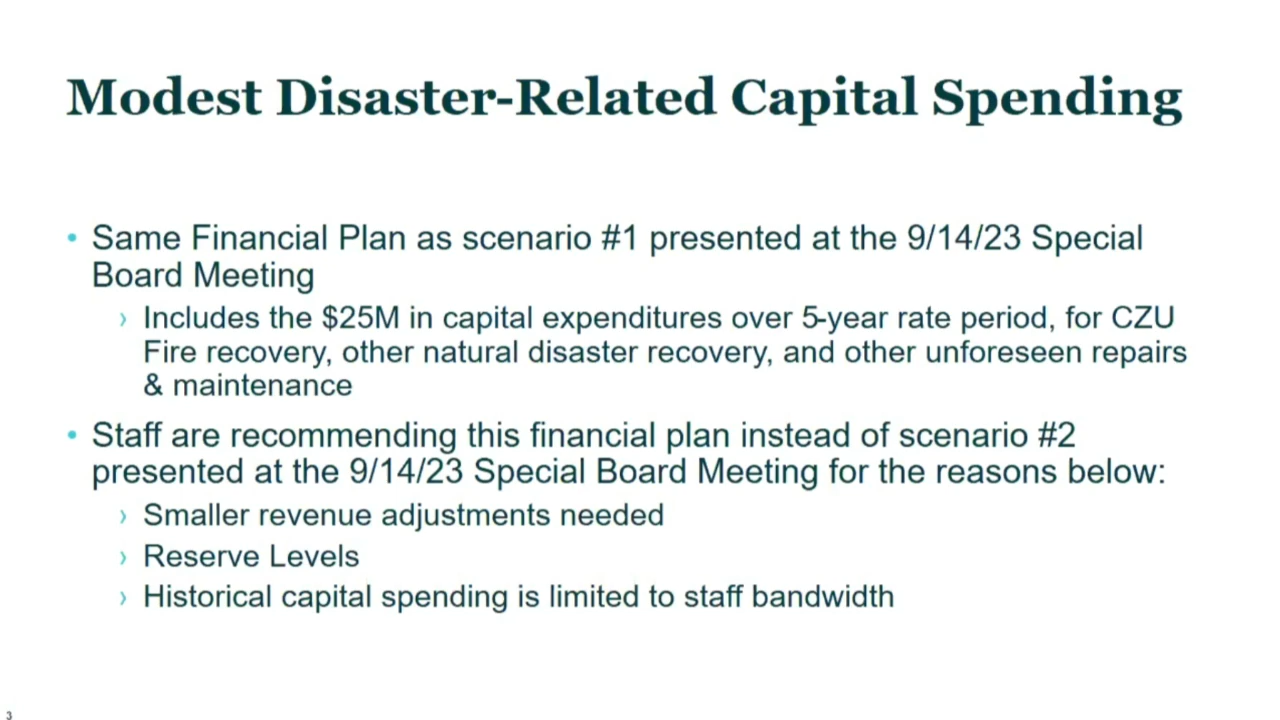 Modest Disaster-Related Capital Spending
• Same Financial Plan as scenario #1 presented at the 9/14/23 Special
Board Meeting
› Includes the $25M in capital expenditures over 5-year rate period, for CZU
Fire recovery, other natural disaster recovery, and other unforeseen repairs
& maintenance
• Staff are recommending this financial plan instead of scenario #2
presented at the 9/14/23 Special Board Meeting for the reasons below:
› Smaller revenue adjustments needed
› Reserve Levels
› Historical capital spending is limited to staff bandwidth
3